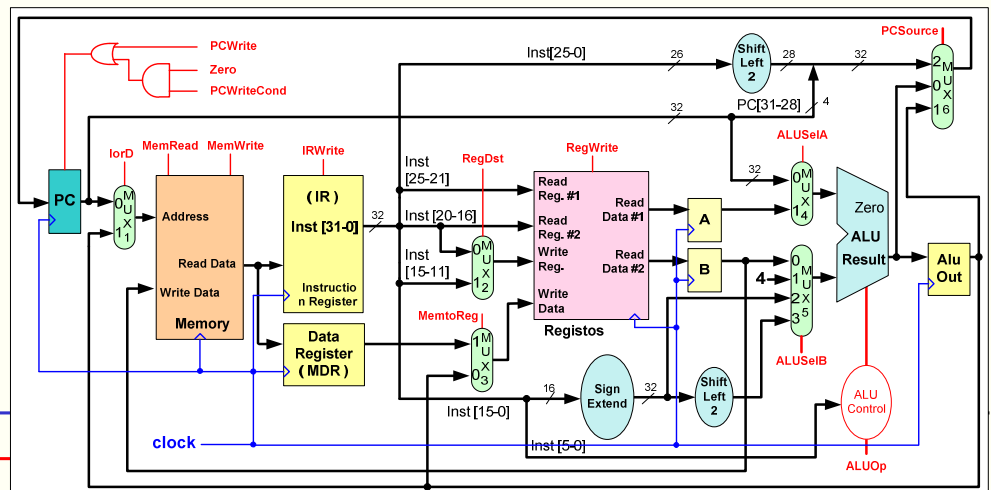 PCWrite
Zero
PCWriteCond
Inst[25-0]
26
Shift
Left
2
28
32
PCSource
2
0
1
M
U
X
6
32
PC[31-28]
4
IorD
MemRead
MemWrite
IRWrite
RegDst
RegWrite
ALUSelA
PC
0
1
M
U
X
1
Address
Read Data
Write Data
Memory
(IR)
Inst [31-0]
Instructio
n Register
32
Inst
[25-21]
Inst [20-16]
Inst
[15-11]
0
1
M
U
X
2
Read
Reg. #1
Read
Reg. #2
Write
Reg.
Write
Data
Read
Data #1
Read
Data #2
Registos
A
B
32
0
1
M
U
X
4
4
0
1
2
3
M
U
X
5
ALUSelB
Zero
ALU
Result
Alu
Out
Data
Register
(MDR)
MemtoReg
1
0
M
U
X
3
16
Inst [15-0]
Sign
Extend
32
Shift
Left
2
ALU
Control
ALUOp
clock
Inst [5-0]